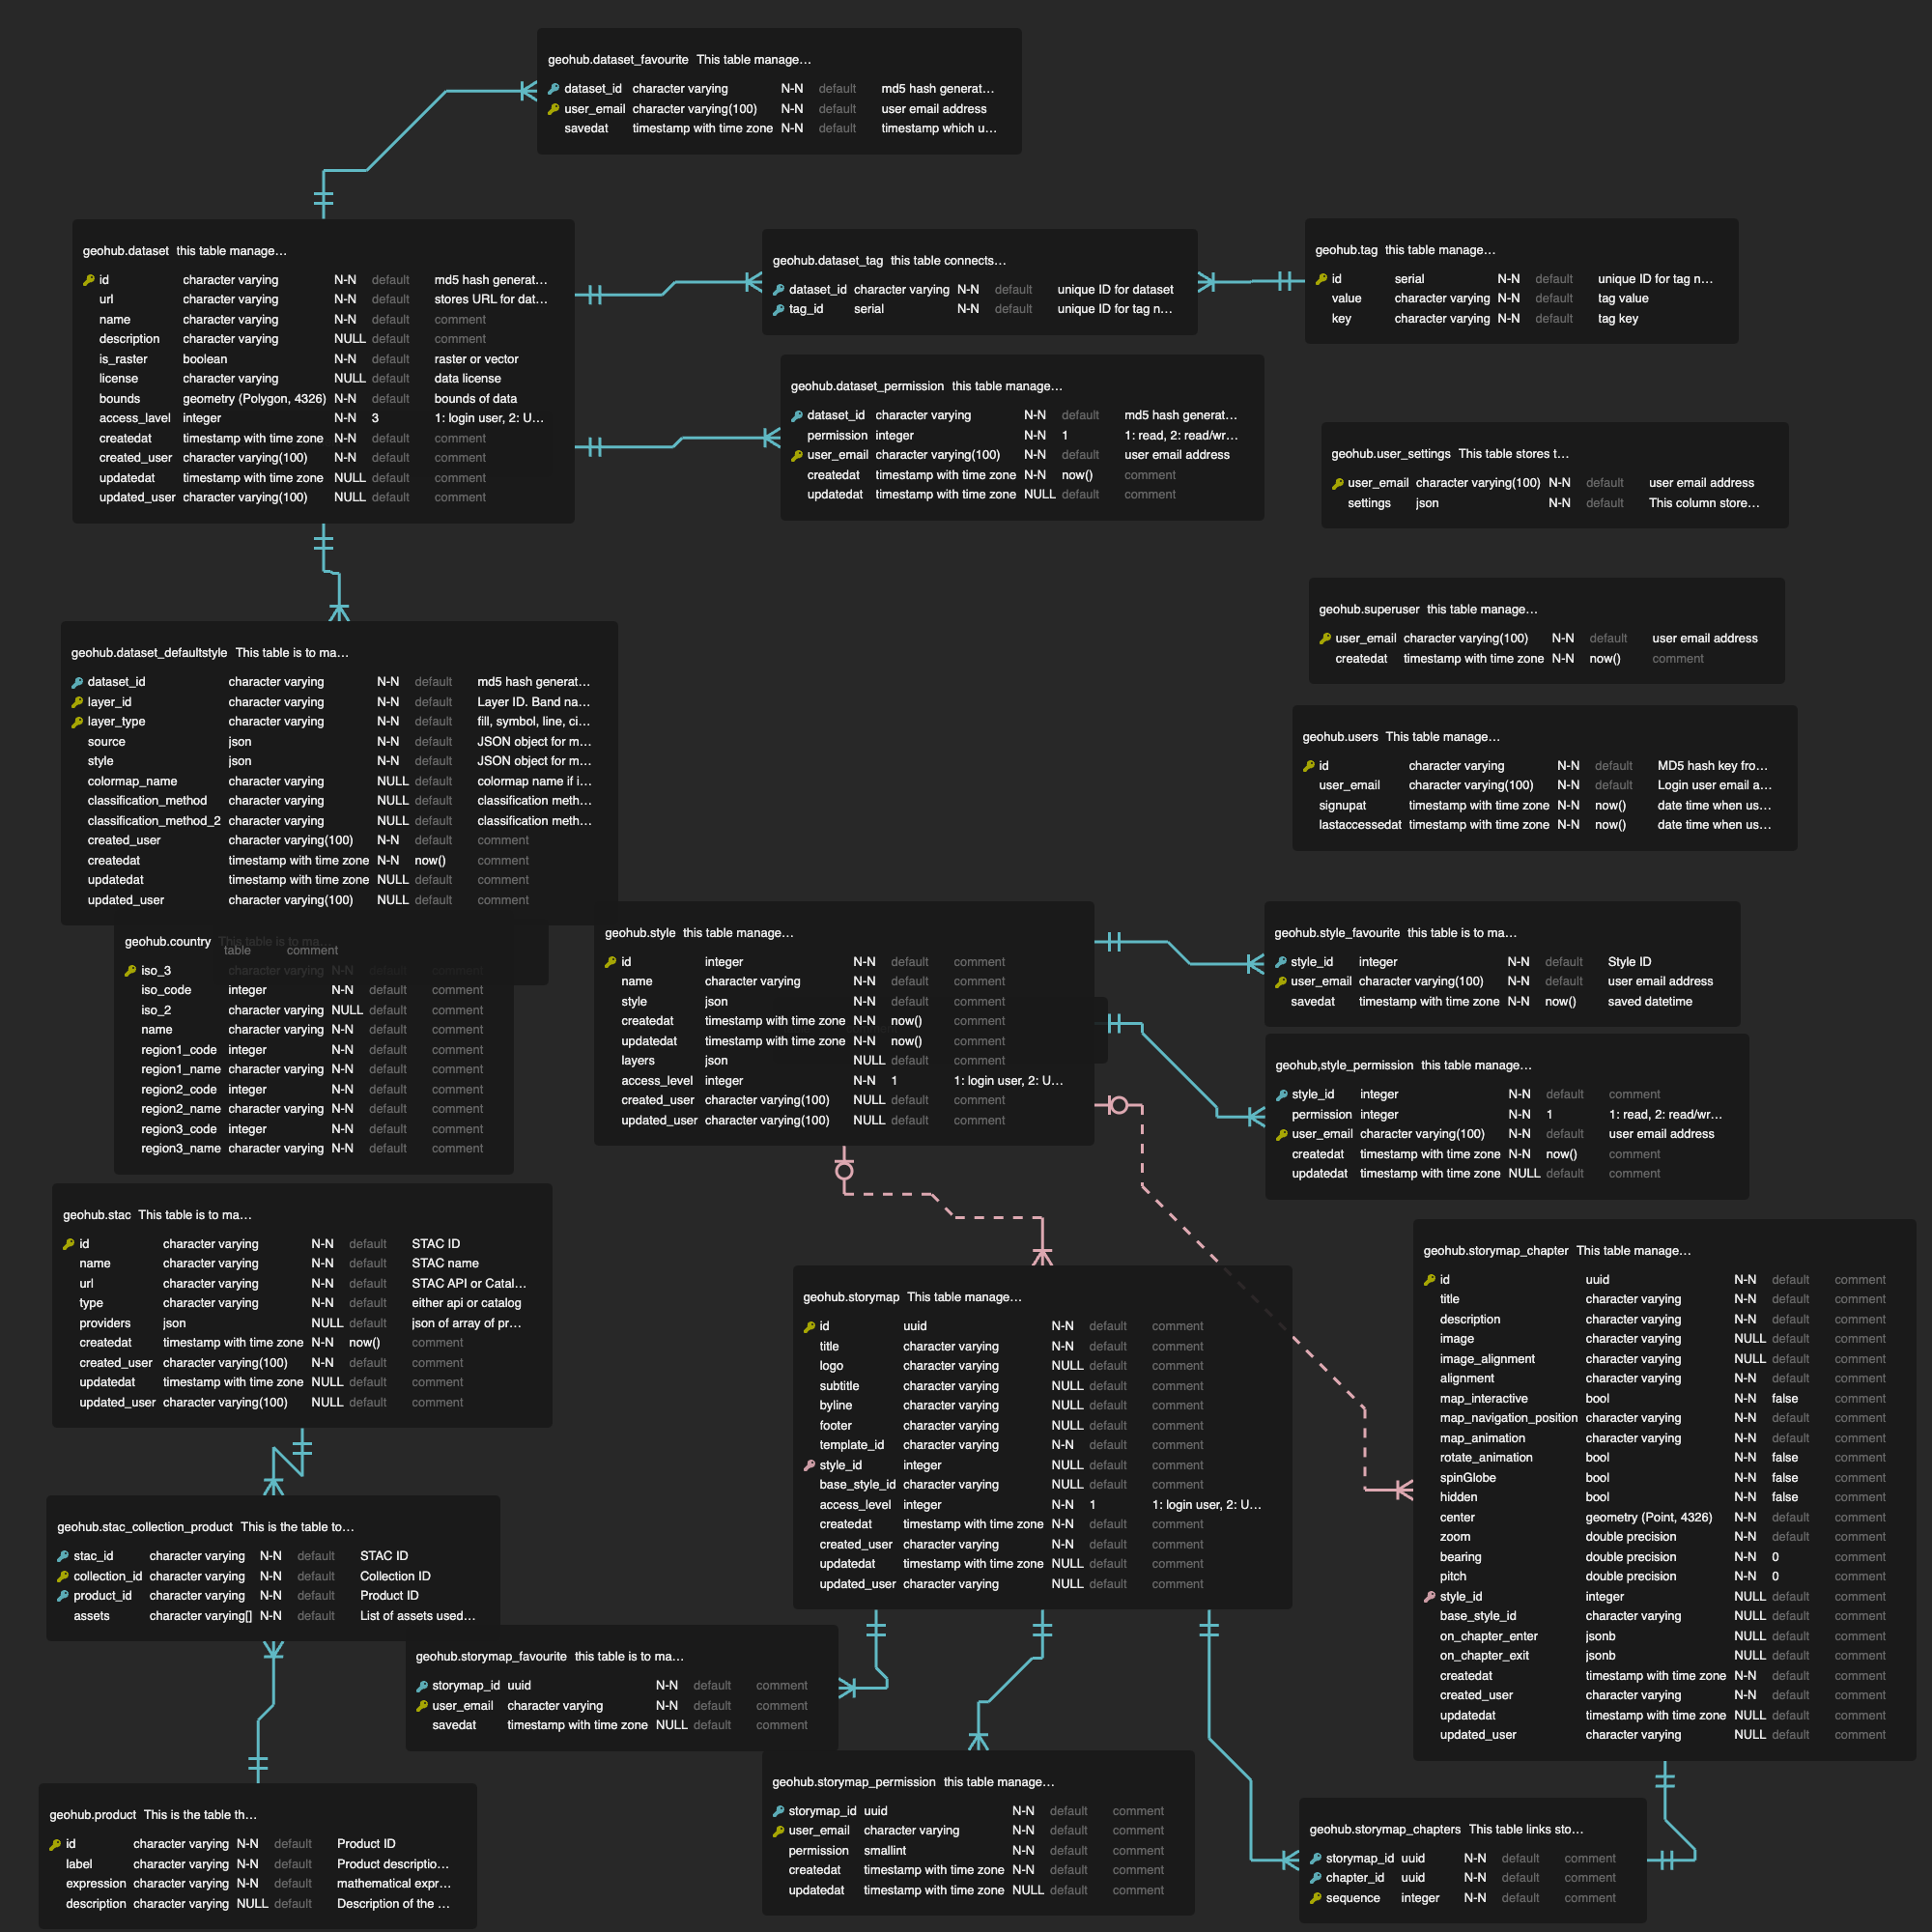 geohub.dataset_favourite This table manage…
dataset_id character varying N-N default md5 hash generat…
user_email character varying(100) N-N default user email address
savedat timestamp with time zone N-N default timestamp which u…
geohub.dataset this table manage…
id character varying N-N default md5 hash generat…
url character varying N-N default stores URL for dat…
name character varying N-N default comment
description character varying NULL default comment
is_raster boolean N-N default raster or vector
license character varying NULL default data license
bounds geometry (Polygon, 4326) N-N default bounds of data
access_lavel integer N-N 3 1: login user, 2: U…
createdat timestamp with time zone N-N default comment
created_user character varying(100) N-N default comment
updatedat timestamp with time zone NULL default comment
updated_user character varying(100) NULL default comment
geohub.dataset_tag this table connects…
dataset_id character varying N-N default unique ID for dataset
tag_id serial N-N default unique ID for tag n…
geohub.tag this table manage…
id serial N-N default unique ID for tag n…
value character varying N-N default tag value
key character varying N-N default tag key
geohub.dataset_permission this table manage…
dataset_id character varying N-N default md5 hash generat…
permission integer N-N 1 1: read, 2: read/wr…
user_email character varying(100) N-N default user email address
createdat timestamp with time zone N-N now() comment
updatedat timestamp with time zone NULL default comment
geohub.user_settings This table stores t…
user_email character varying(100) N-N default user email address
settings json N-N default This column store…
geohub.superuser this table manage…
user_email character varying(100) N-N default user email address
createdat timestamp with time zone N-N now() comment
geohub.users This table manage…
id character varying N-N default MD5 hash key fro…
user_email character varying(100) N-N default Login user email a…
signupat timestamp with time zone N-N now() date time when us…
lastaccessedat timestamp with time zone N-N now() date time when us…
geohub.dataset_defaultstyle This table is to ma…
dataset_id character varying N-N default md5 hash generat…
layer_id character varying N-N default Layer ID. Band na…
layer_type character varying N-N default fill, symbol, line, ci…
source json N-N default JSON object for m…
style json N-N default JSON object for m…
colormap_name character varying NULL default colormap name if i…
classification_method character varying NULL default classification meth…
classification_method_2 character varying NULL default classification meth…
created_user character varying(100) N-N default comment
createdat timestamp with time zone N-N now() comment
updatedat timestamp with time zone NULL default comment
updated_user character varying(100) NULL default comment
geohub.country This table is to ma…
table comment
iso_3 character varying N-N default comment
iso_code integer N-N default comment
iso_2 character varying NULL default comment
name character varying N-N default comment
region1_code integer N-N default comment
region1_name character varying N-N default comment
region2_code integer N-N default comment
region2_name character varying N-N default comment
region3_code integer N-N default comment
region3_name character varying N-N default comment
geohub.style this table manage…
id integer N-N default comment
name character varying N-N default comment
style json N-N default comment
createdat timestamp with time zone N-N now() comment
updatedat timestamp with time zone N-N now() comment
layers json NULL default comment
access_level integer N-N 1 1: login user, 2: U…
created_user character varying(100) NULL default comment
updated_user character varying(100) NULL default comment
geohub.style_favourite this table is to ma…
style_id integer N-N default Style ID
user_email character varying(100) N-N default user email address
savedat timestamp with time zone N-N now() saved datetime
geohub,style_permission this table manage…
style_id integer N-N default comment
permission integer N-N 1 1: read, 2: read/wr…
user_email character varying(100) N-N default user email address
createdat timestamp with time zone N-N now() comment
updatedat timestamp with time zone NULL default comment
geohub.stac This table is to ma…
id character varying N-N default STAC ID
name character varying N-N default STAC name
url character varying N-N default STAC API or Catal…
type character varying N-N default either api or catalog
providers json NULL default json of array of pr…
createdat timestamp with time zone N-N now() comment
created_user character varying(100) N-N default comment
updatedat timestamp with time zone NULL default comment
updated_user character varying(100) NULL default comment
geohub.storymap This table manage…
id uuid N-N default comment
title character varying N-N default comment
logo character varying NULL default comment
subtitle character varying NULL default comment
byline character varying NULL default comment
footer character varying NULL default comment
template_id character varying N-N default comment
style_id integer NULL default comment
base_style_id character varying NULL default comment
access_level integer N-N 1 1: login user, 2: U…
createdat timestamp with time zone N-N default comment
created_user character varying N-N default comment
updatedat timestamp with time zone NULL default comment
updated_user character varying NULL default comment
geohub.storymap_chapter This table manage…
id uuid N-N default comment
title character varying N-N default comment
description character varying N-N default comment
image character varying NULL default comment
image_alignment character varying NULL default comment
alignment character varying N-N default comment
map_interactive bool N-N false comment
map_navigation_position character varying N-N default comment
map_animation character varying N-N default comment
rotate_animation bool N-N false comment
spinGlobe bool N-N false comment
hidden bool N-N false comment
center geometry (Point, 4326) N-N default comment
zoom double precision N-N default comment
bearing double precision N-N 0 comment
pitch double precision N-N 0 comment
style_id integer NULL default comment
base_style_id character varying NULL default comment
on_chapter_enter jsonb NULL default comment
on_chapter_exit jsonb NULL default comment
createdat timestamp with time zone N-N default comment
created_user character varying N-N default comment
updatedat timestamp with time zone NULL default comment
updated_user character varying NULL default comment
geohub.stac_collection_product This is the table to…
stac_id character varying N-N default STAC ID
collection_id character varying N-N default Collection ID
product_id character varying N-N default Product ID
assets character varying[] N-N default List of assets used…
geohub.storymap_favourite this table is to ma…
storymap_id uuid N-N default comment
user_email character varying N-N default comment
savedat timestamp with time zone NULL default comment
geohub.storymap_permission this table manage…
storymap_id uuid N-N default comment
user_email character varying N-N default comment
permission smallint N-N default comment
createdat timestamp with time zone N-N default comment
updatedat timestamp with time zone NULL default comment
geohub.storymap_chapters This table links sto…
storymap_id uuid N-N default comment
chapter_id uuid N-N default comment
sequence integer N-N default comment
geohub.product This is the table th…
id character varying N-N default Product ID
label character varying N-N default Product descriptio…
expression character varying N-N default mathematical expr…
description character varying NULL default Description of the …